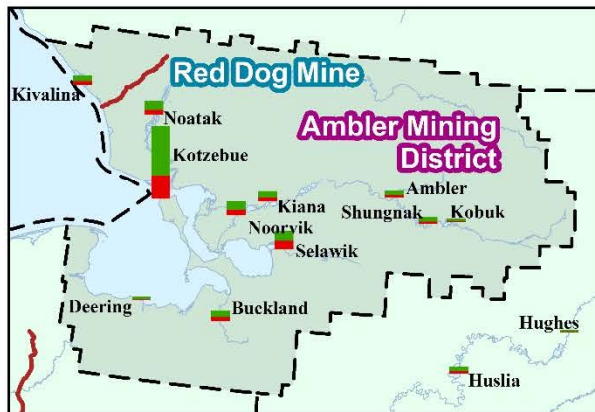 Red Dog Mine
Kivalina
Noatak
Ambler Mining
District
Kotzebue
Ambler
Kiana
Shungnak
Kobuk
Noorvik
Selawik
Deering
Buckland
Hughes
Huslia